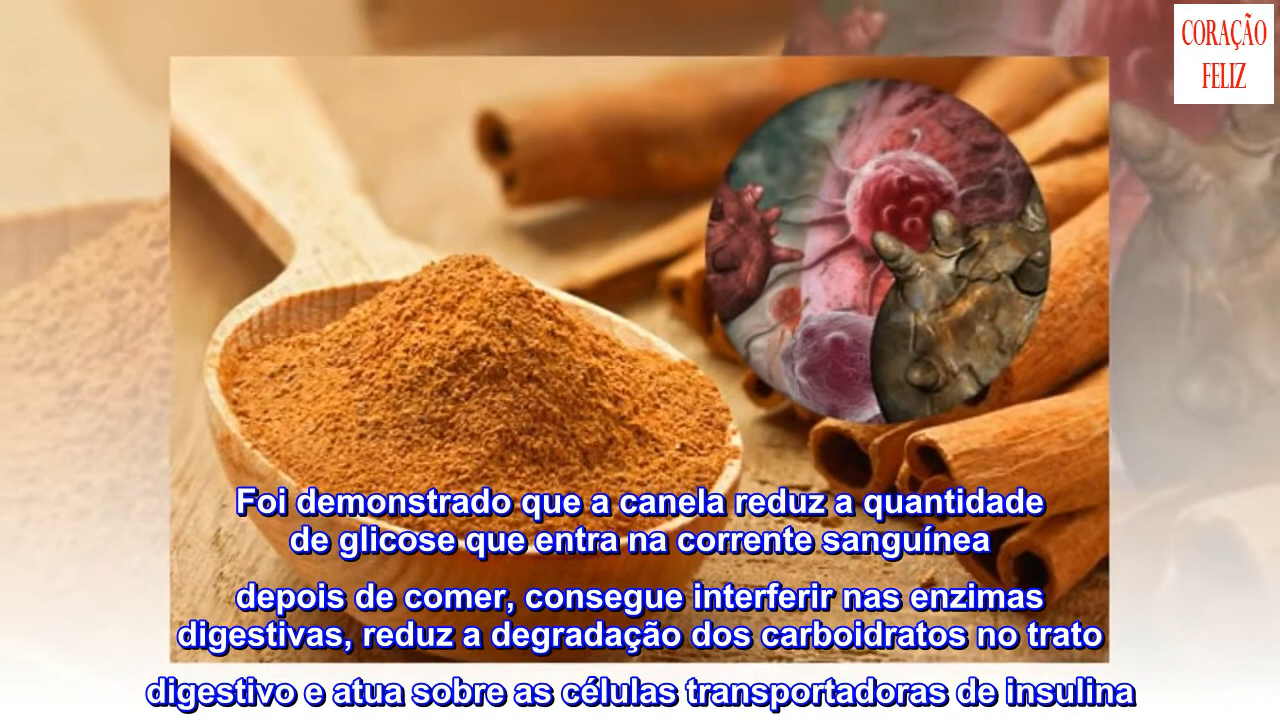 CORAÇÃO
FELIZ
Foi demonstrado que a canela reduz a quantidade
de glicose que entra na corrente sanguínea
depois de comer, consegue interferir nas enzimas
digestivas, reduz a degradação dos carboidratos no trato
digestivo e atua sobre as células transportadoras de insulina